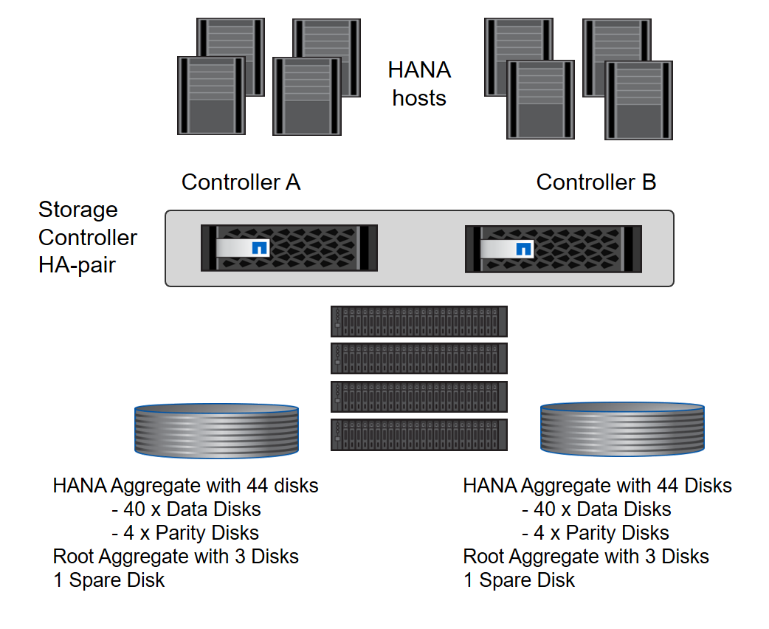 HANA
hosts
Controller A
Controller B
Storage
Controller
HA-pair
HANA Aggregate with 44 disks
- 40 x Data Disks
- 4 x Parity Disks
Root Aggregate with 3 Disks
1 Spare Disk
HANA Aggregate with 44 Disks
- 40 x Data Disks
- 4 x Parity Disks
Root Aggregate with 3 Disks
1 Spare Disk